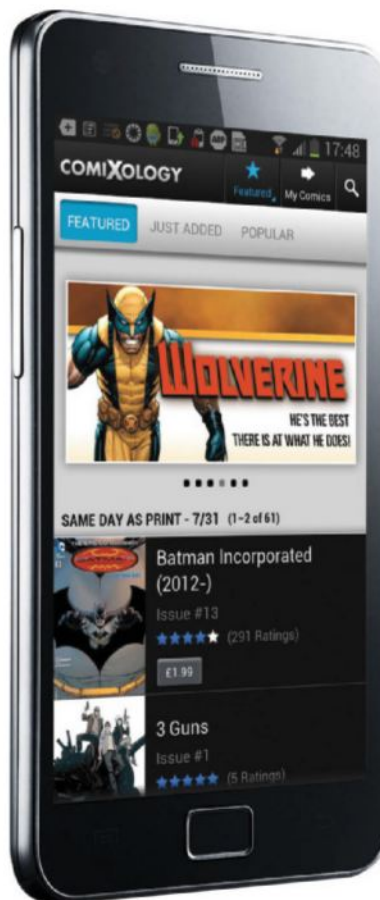 17:48
COMIXOLOGY
Featured
My Comics
FEATURED JUST ADDED POPULAR
WOLVERINE
HE'S THE BEST
THERE IS AT WHAT HE DOES!
SAME DAY AS PRINT - 7/31 (1-2 of 61)
Batman Incorporated
(2012-)
Issue #13
(291 Ratings)
£1.99
3 Guns
Issue #1
(5 Ratings)